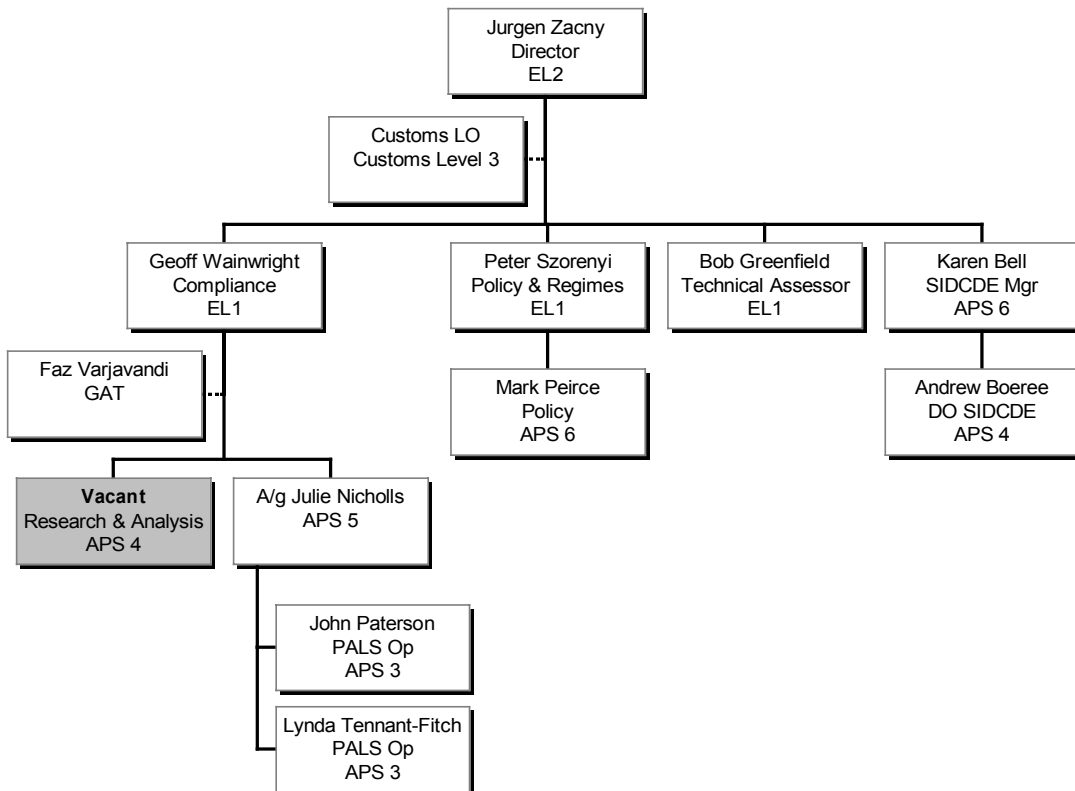 Jurgen Zacny
Director
EL2
Customs LO
Customs Level 3
Geoff Wainwright
Compliance
EL1
Peter Szorenyi
Policy & Regimes
EL1
Bob Greenfield
Technical Assessor
EL1
Karen Bell
SIDCDE Mgr
APS 6
Faz Varjavandi
GAT
Mark Peirce
Policy
APS 6
Andrew Boeree
DO SIDCDE
APS 4
Vacant
Research & Analysis
APS 4
A/g Julie Nicholls
APS 5
John Paterson
PALS Op
APS 3
Lynda Tennant-Fitch
PALS Op
APS 3